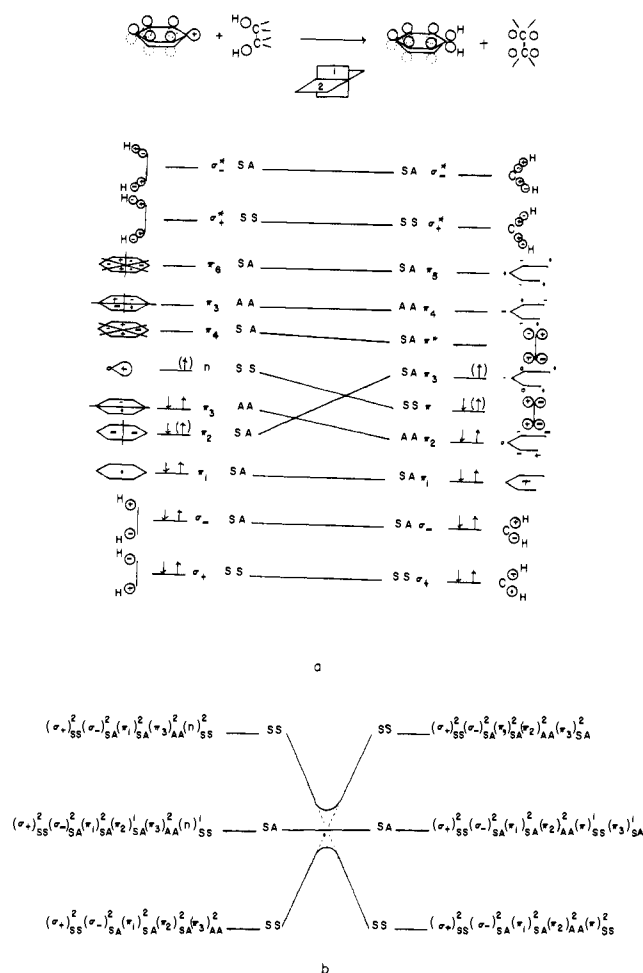 H C + H C → H H + C C
1
2
H σ₋* SA SA σ₋* C H
H
H
H σ₊* SS SS σ₊* C H
H
H
π₆ SA SA π₅
π₃ AA AA π₄
π₄ SA SA π*
(↑) n SS SA π₃ (↑)
↓↑ π₃ AA SS π ↓(↑)
↓(↑) π₂ SA AA π₂ ↓↑
↓↑ π₁ SA SA π₁ ↓↑
H ↓↑ σ₋ SA SA σ₋ ↓↑ C H
H H
H ↓↑ σ₊ SS SS σ₊ ↓↑ C H
H H
a
(σ₊)²SS(σ₋)²SA(π₁)²SA(π₃)²AA(n)²SS SS SS (σ₊)²SS(σ₋)²SA(π₁)²SA(π₂)²AA(π₃)²SA
(σ₊)²SS(σ₋)²SA(π₁)²SA(π₂)¹SA(π₃)²AA(n)¹SS SA SA (σ₊)²SS(σ₋)²SA(π₁)²SA(π₂)²AA(π)¹SS(π₃)¹SA
(σ₊)²SS(σ₋)²SA(π₁)²SA(π₂)²SA(π₃)²AA SS SS (σ₊)²SS(σ₋)²SA(π₁)²SA(π₂)²AA(π)²SS
b